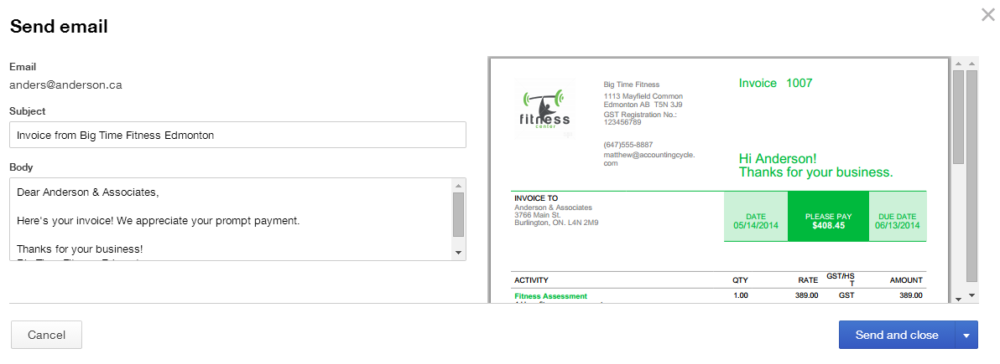 Send email
Email
anders@anderson.ca
Subject
Invoice from Big Time Fitness Edmonton
Body
Dear Anderson & Associates,
Here's your invoice! We appreciate your prompt payment.
Thanks for your business!
fitness
center
Big Time Fitness
1113 Mayfield Common
Edmonton AB T5N 3J9
GST Registration No.:
123456789
(647)555-8887
matthew@accountingcycle.
com
Invoice 1007
Hi Anderson!
Thanks for your business.
INVOICE TO
Anderson & Associates
3766 Main St.
Burlington, ON. L4N 2M9
DATE
05/14/2014
PLEASE PAY
$408.45
DUE DATE
06/13/2014
ACTIVITY QTY RATE GST/HS
T AMOUNT
Fitness Assessment 1.00 389.00 GST 389.00
Cancel
Send and close